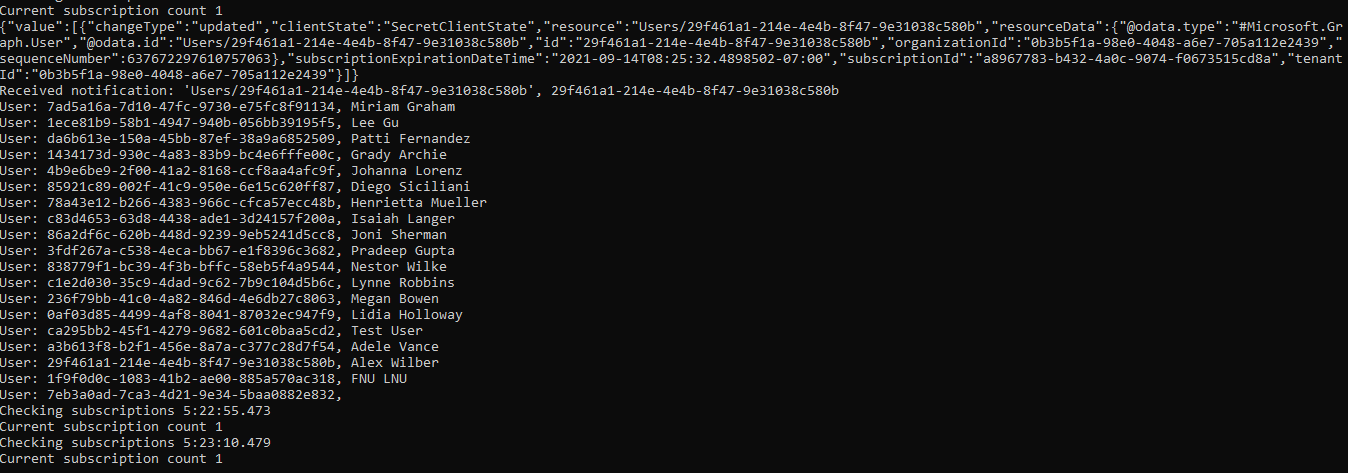 Current subscription count 1
{"value":[{"changeType":"updated","clientState":"SecretClientState","resource":"Users/29f461a1-214e-4e4b-8f47-9e31038c580b","resourceData":{"@odata.type":"#Microsoft.Gr
aph.User","@odata.id":"Users/29f461a1-214e-4e4b-8f47-9e31038c580b","id":"29f461a1-214e-4e4b-8f47-9e31038c580b","organizationId":"0b3b5f1a-98e0-4048-a6e7-705a112e2439","
sequenceNumber":637672297610757063},"subscriptionExpirationDateTime":"2021-09-14T08:25:32.4898502-07:00","subscriptionId":"a8967783-b432-4a0c-9074-f0673515cd8a","tenant
Id":"0b3b5f1a-98e0-4048-a6e7-705a112e2439"}]}
Received notification: 'Users/29f461a1-214e-4e4b-8f47-9e31038c580b', 29f461a1-214e-4e4b-8f47-9e31038c580b
User: 7ad5a16a-7d10-47fc-9730-e75fc8f91134, Miriam Graham
User: 1ece81b9-58b1-4947-940b-056bb39195f5, Lee Gu
User: da6b613e-150a-45bb-87ef-38a9a6852509, Patti Fernandez
User: 1434173d-930c-4a83-83b9-bc4e6fffe00c, Grady Archie
User: 4b9e6be9-2f00-41a2-8168-ccf8aa4afc9f, Johanna Lorenz
User: 85921c89-002f-41c9-950e-6e15c620ff87, Diego Siciliani
User: 78a43e12-b266-4383-966c-cfca57ecc48b, Henrietta Mueller
User: c83d4653-63d8-4438-ade1-3d24157f200a, Isaiah Langer
User: 86a2df6c-620b-448d-9239-9eb5241d5cc8, Joni Sherman
User: 3fdf267a-c538-4eca-bb67-e1f8396c3682, Pradeep Gupta
User: 838779f1-bc39-4f3b-bffc-58eb5f4a9544, Nestor Wilke
User: c1e2d030-35c9-4dad-9c62-7b9c104d5b6c, Lynne Robbins
User: 236f79bb-41c0-4a82-846d-4e6db27c8063, Megan Bowen
User: 0af03d85-4499-4af8-8041-87032ec947f9, Lidia Holloway
User: ca295bb2-45f1-4279-9682-601c0baa5cd2, Test User
User: a3b613f8-b2f1-456e-8a7a-c377c28d7f54, Adele Vance
User: 29f461a1-214e-4e4b-8f47-9e31038c580b, Alex Wilber
User: 1f9f0d0c-1083-41b2-ae00-885a570ac318, FNU LNU
User: 7eb3a0ad-7ca3-4d21-9e34-5baa0882e832,
Checking subscriptions 5:22:55.473
Current subscription count 1
Checking subscriptions 5:23:10.479
Current subscription count 1